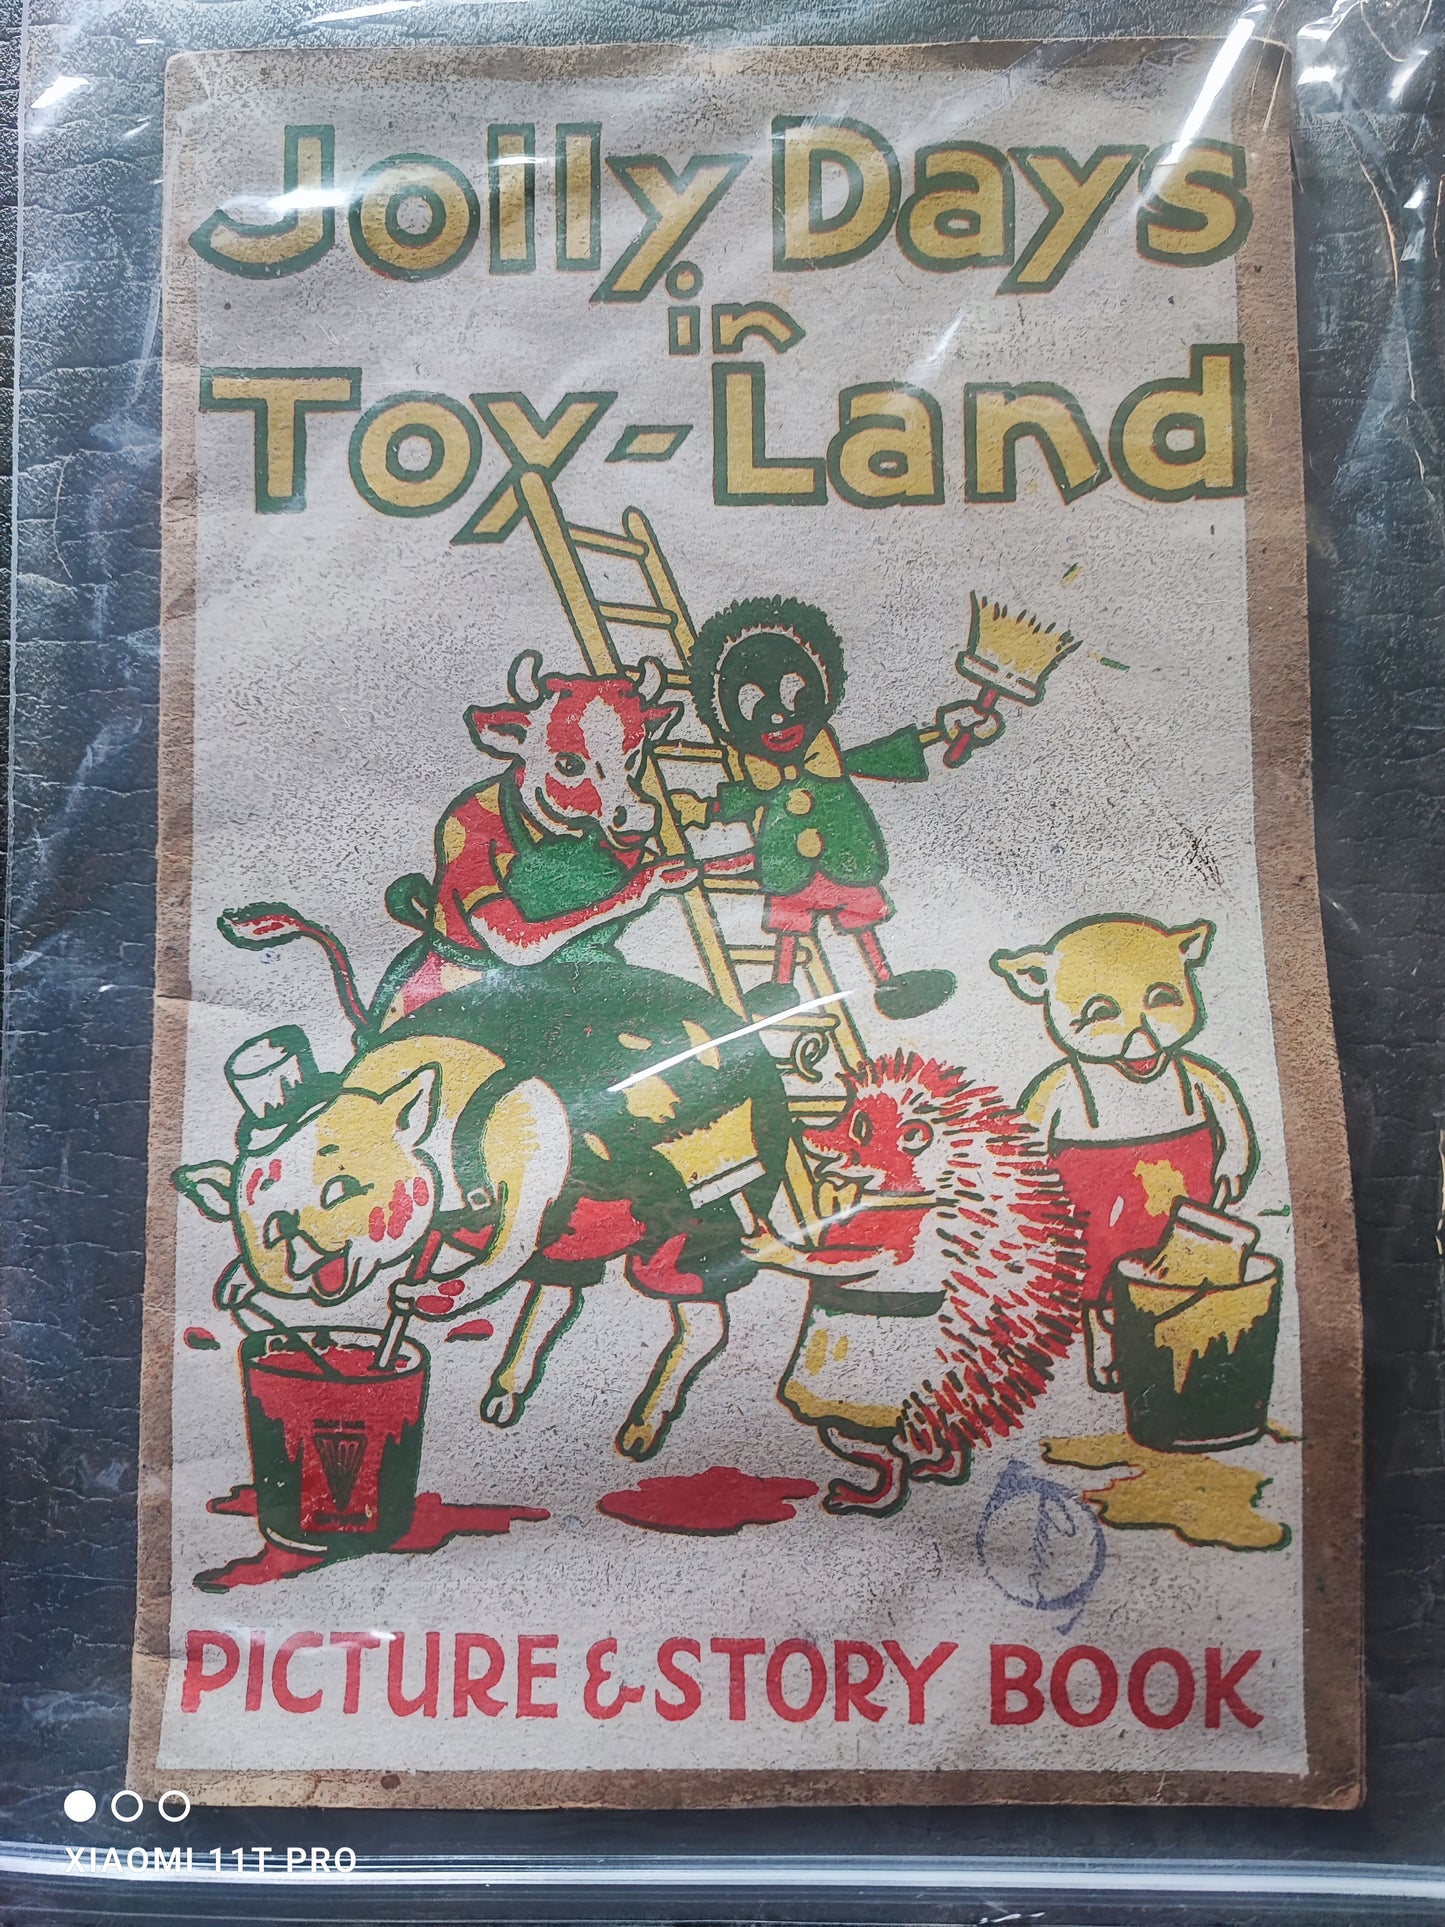 Jolly Days
in
Toy-Land
PICTURE & STORY BOOK
XIAOMI 11T PRO